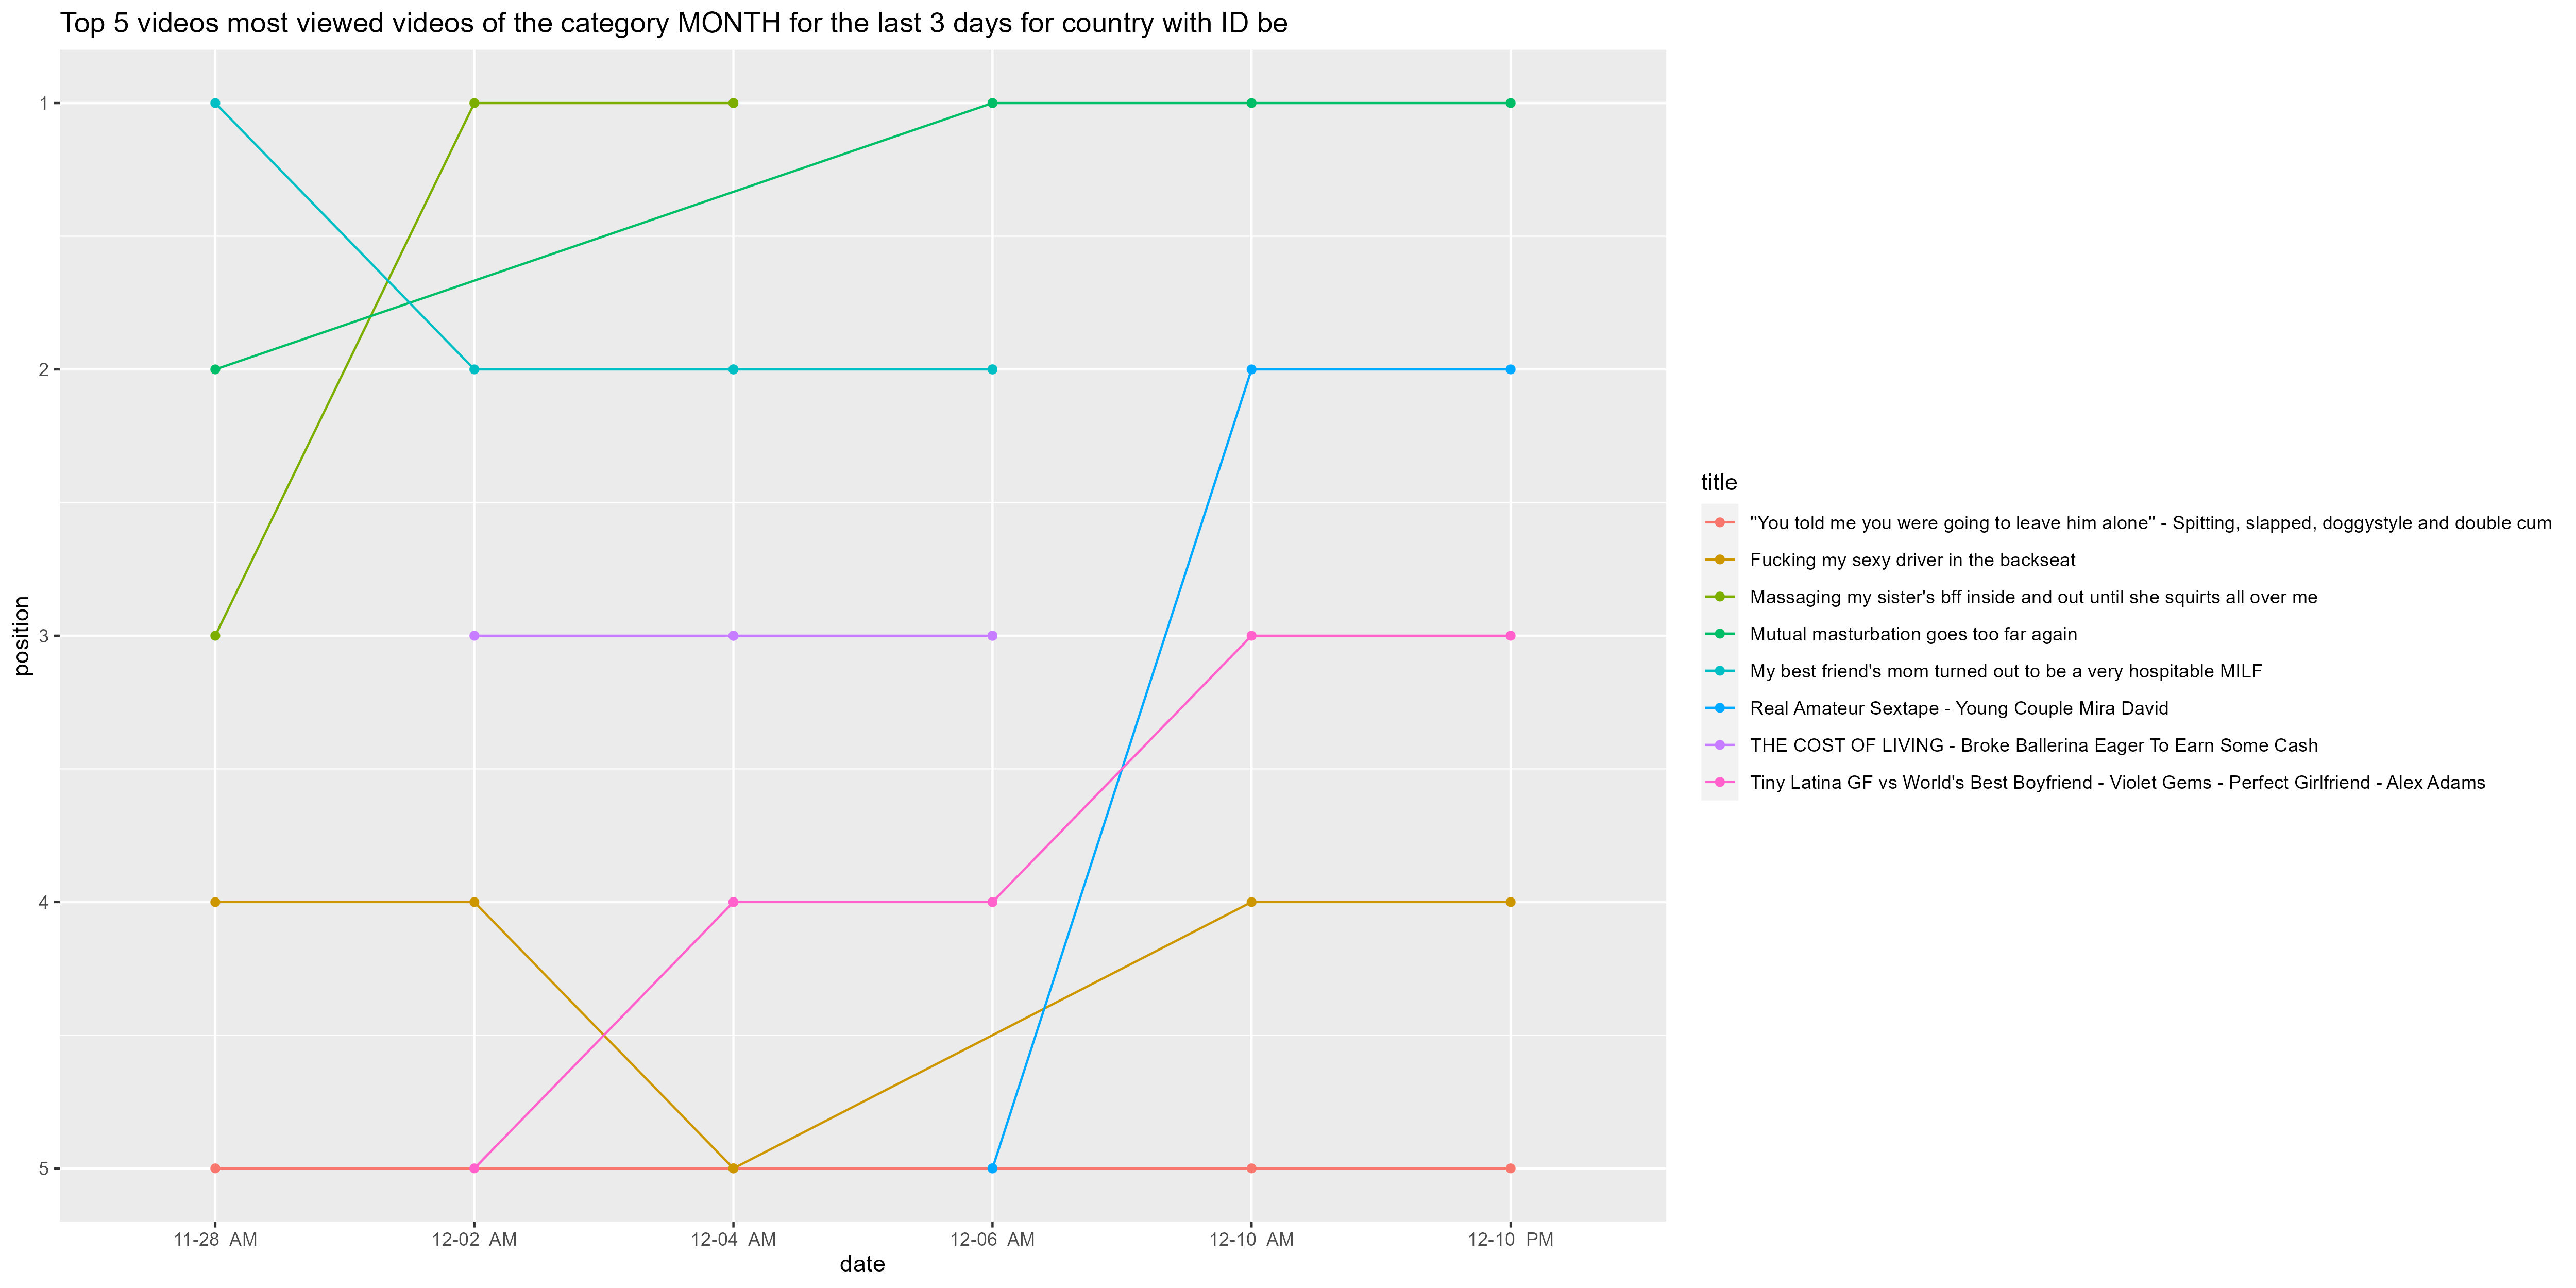 Top 5 videos most viewed videos of the category MONTH for the last 3 days for country with ID be
1
2
3
4
5
position
11-28 AM
12-02 AM
12-04 AM
12-06 AM
12-10 AM
12-10 PM
date
title
"You told me you were going to leave him alone" - Spitting, slapped, doggystyle and double cum
Fucking my sexy driver in the backseat
Massaging my sister's bff inside and out until she squirts all over me
Mutual masturbation goes too far again
My best friend's mom turned out to be a very hospitable MILF
Real Amateur Sextape - Young Couple Mira David
THE COST OF LIVING - Broke Ballerina Eager To Earn Some Cash
Tiny Latina GF vs World's Best Boyfriend - Violet Gems - Perfect Girlfriend - Alex Adams